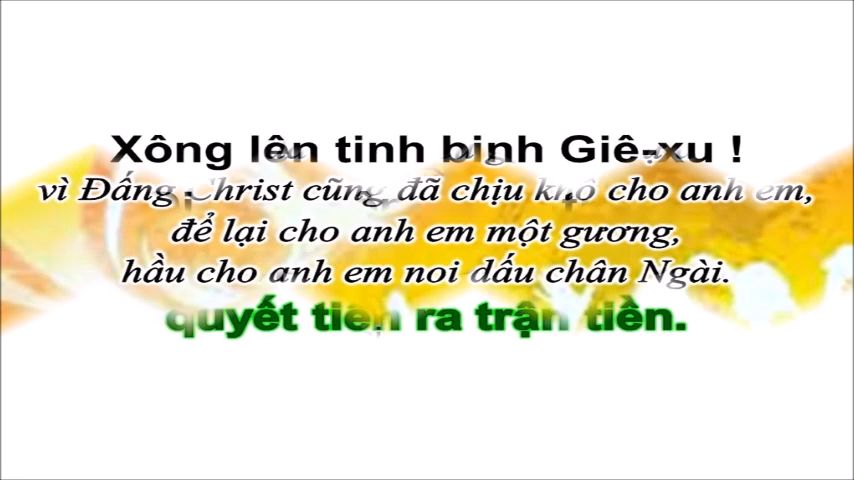 Xông lên tinh binh Giê-xu !
vì Đấng Christ cũng đã chịu khổ cho anh em,
để lại cho anh em một gương,
hầu cho anh em noi dấu chân Ngài.
quyết tiến ra trận tiền.